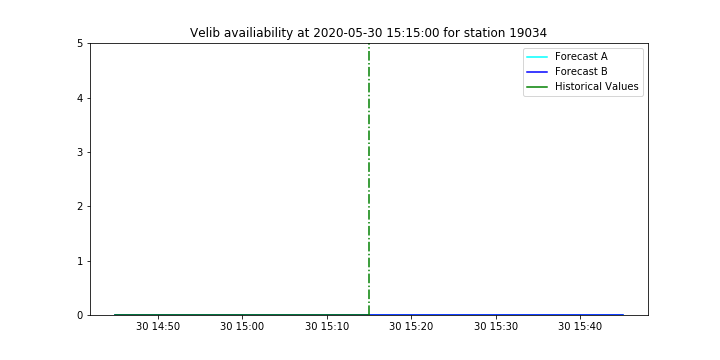 Velib availiability at 2020-05-30 15:15:00 for station 19034
Forecast A
Forecast B
Historical Values
5
4
3
2
1
0
30 14:50 30 15:00 30 15:10 30 15:20 30 15:30 30 15:40